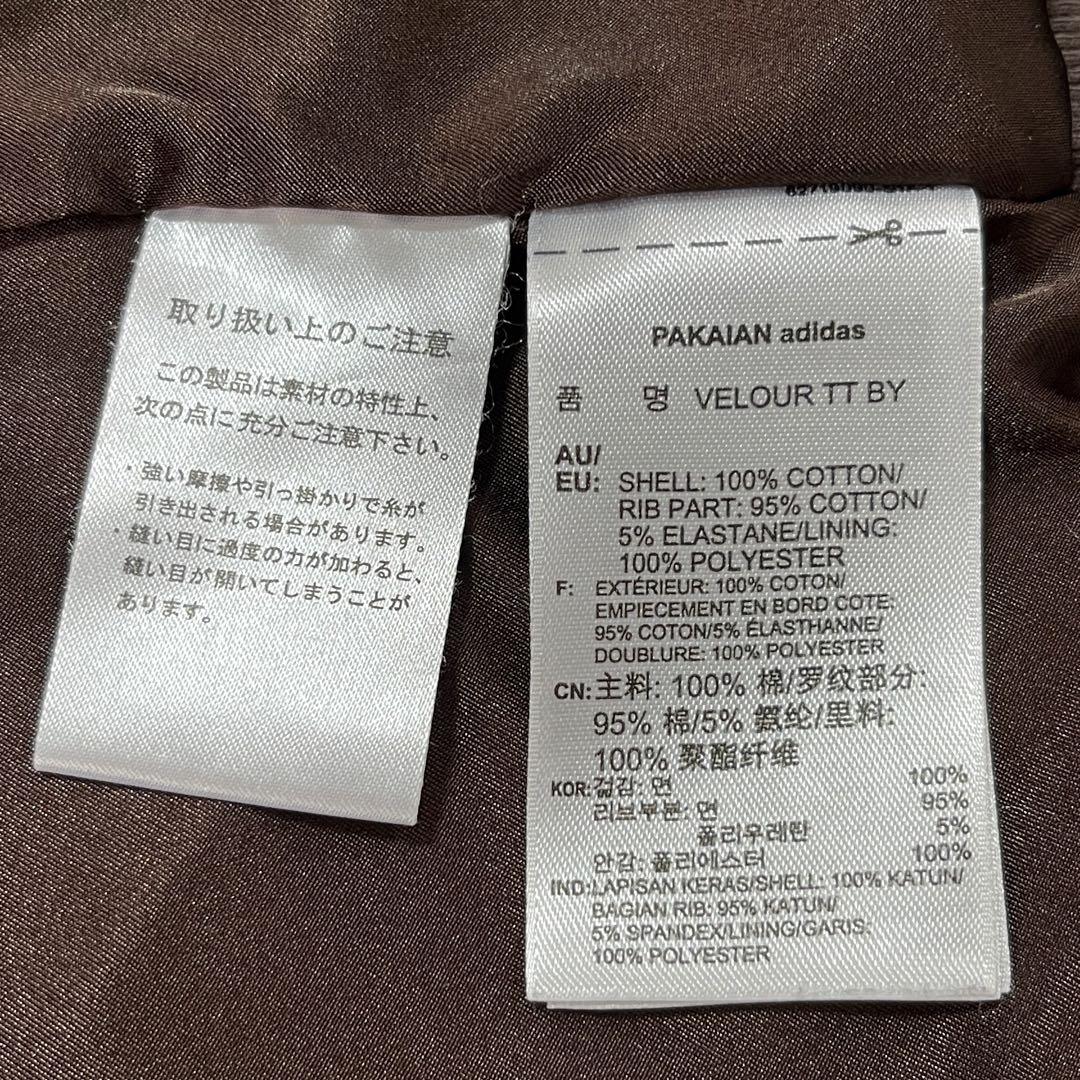 取り扱い上のご注意
この製品は素材の特性上、
次の点に充分ご注意下さい。
・強い摩擦や引っ掛かりで糸が
引き出される場合があります。
・縫い目に過度の力が加わると、
縫い目が開いてしまうことが
あります。
PAKAIAN adidas
품 명 VELOUR TT BY
AU/
EU: SHELL: 100% COTTON/
RIB PART: 95% COTTON/
5% ELASTANE/LINING:
100% POLYESTER
F: EXTÉRIEUR: 100% COTON/
EMPIECEMENT EN BORD COTE:
95% COTON/5% ÉLASTHANNE/
DOUBLURE: 100% POLYESTER
CN: 主料: 100% 棉/罗纹部分:
95% 棉/5% 氨纶/里料:
100% 聚酯纤维
KOR: 겉감: 면 100%
리브부분: 면 95%
폴리우레탄 5%
안감: 폴리에스터 100%
IND: LAPISAN KERAS/SHELL: 100% KATUN/
BAGIAN RIB: 95% KATUN/
5% SPANDEX/LINING/GARIS:
100% POLYESTER